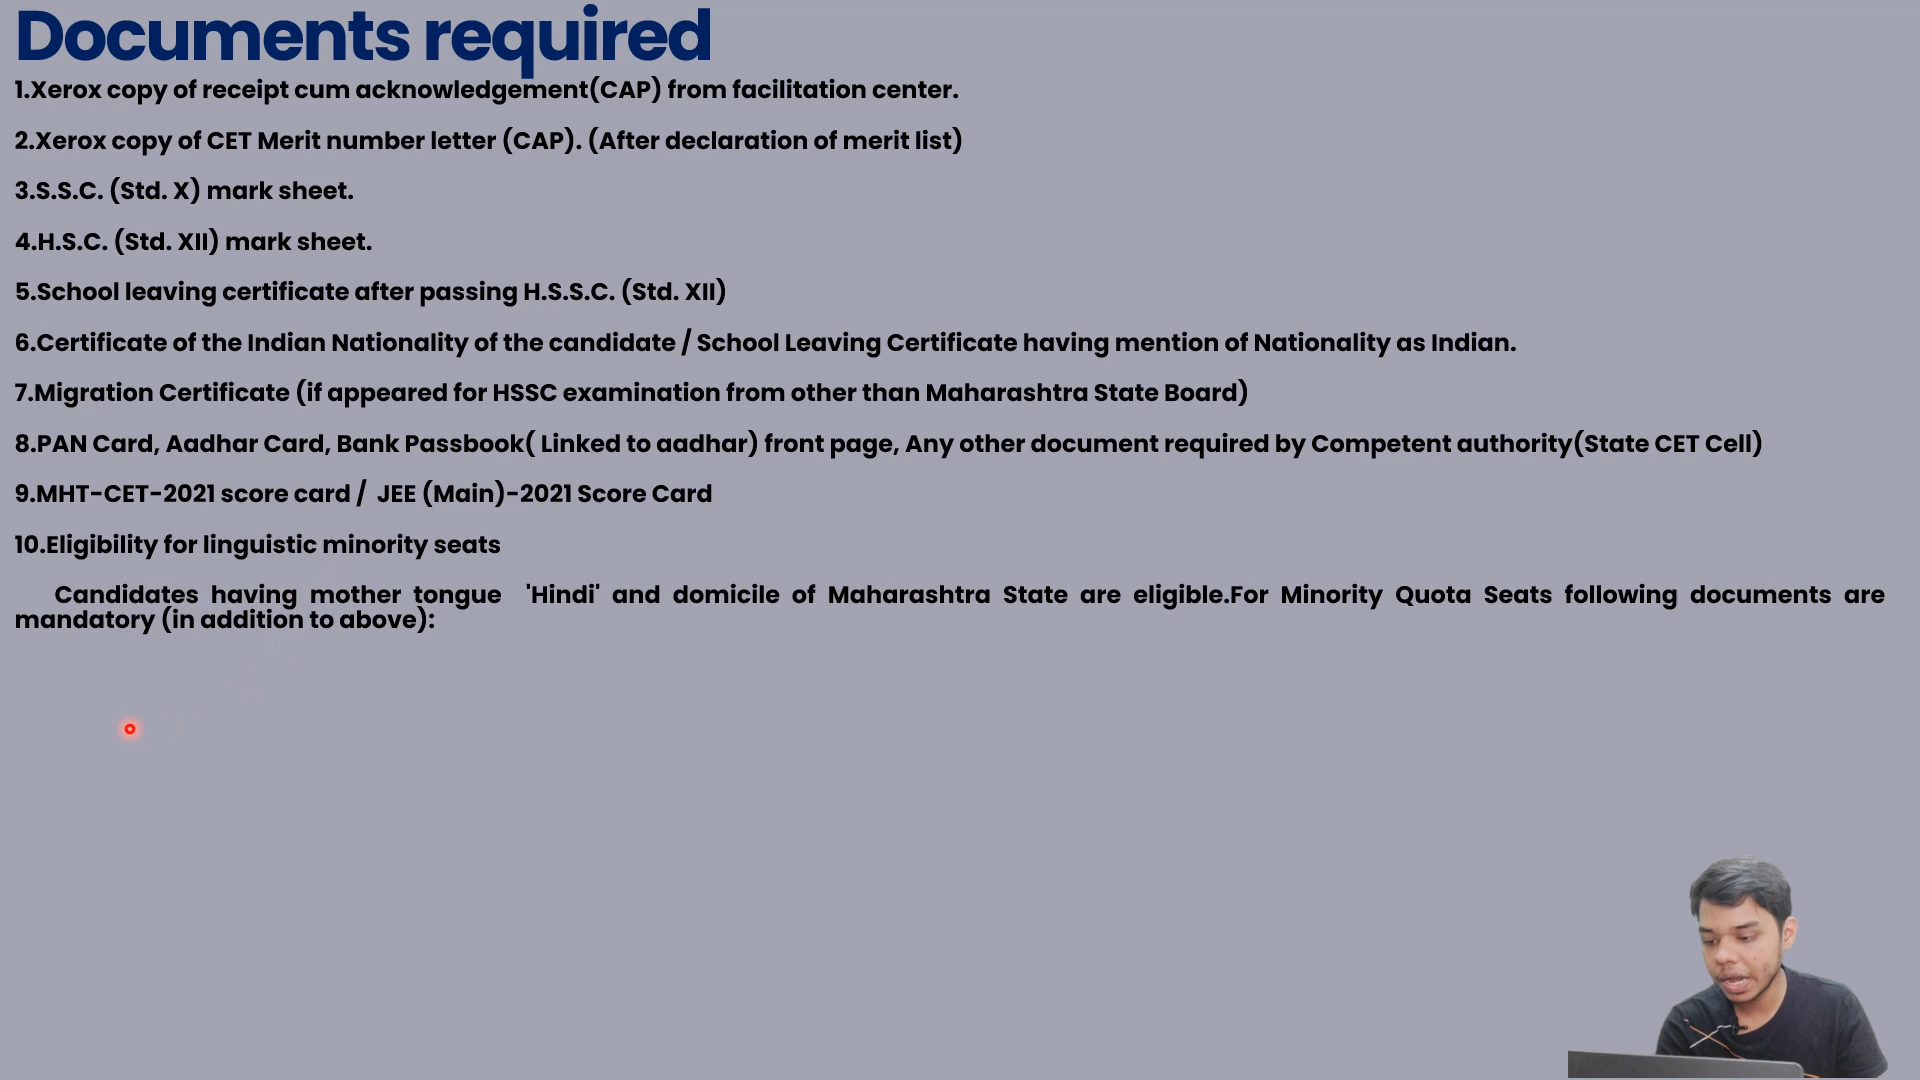 Documents required
1.Xerox copy of receipt cum acknowledgement(CAP) from facilitation center.
2.Xerox copy of CET Merit number letter (CAP). (After declaration of merit list)
3.S.S.C. (Std. X) mark sheet.
4.H.S.C. (Std. XII) mark sheet.
5.School leaving certificate after passing H.S.S.C. (Std. XII)
6.Certificate of the Indian Nationality of the candidate / School Leaving Certificate having mention of Nationality as Indian.
7.Migration Certificate (if appeared for HSSC examination from other than Maharashtra State Board)
8.PAN Card, Aadhar Card, Bank Passbook( Linked to aadhar) front page, Any other document required by Competent authority(State CET Cell)
9.MHT-CET-2021 score card / JEE (Main)-2021 Score Card
10.Eligibility for linguistic minority seats
Candidates having mother tongue 'Hindi' and domicile of Maharashtra State are eligible.For Minority Quota Seats following documents are
mandatory (in addition to above):